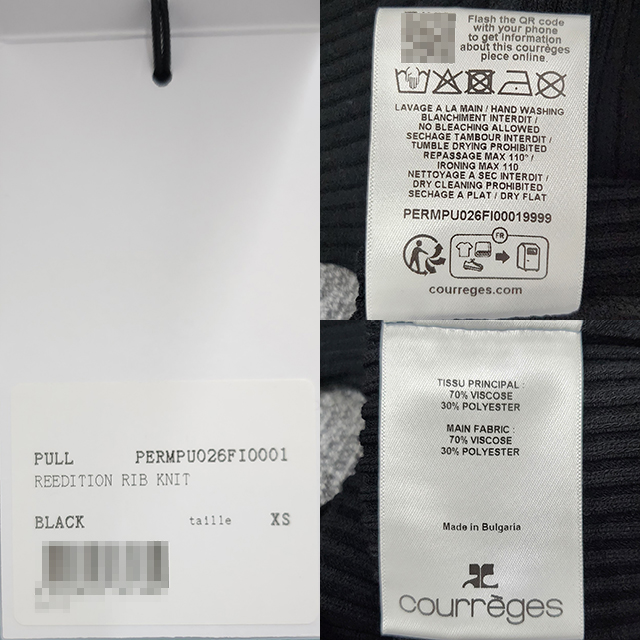 PULL PERMPU026FI0001
REEDITION RIB KNIT
BLACK taille XS
Flash the QR code
with your phone
to get information
about this courrèges
piece online.
LAVAGE A LA MAIN / HAND WASHING
BLANCHIMENT INTERDIT /
NO BLEACHING ALLOWED
SECHAGE TAMBOUR INTERDIT /
TUMBLE DRYING PROHIBITED
REPASSAGE MAX 110° /
IRONING MAX 110
NETTOYAGE A SEC INTERDIT /
DRY CLEANING PROHIBITED
SECHAGE A PLAT / DRY FLAT
PERMPU026FI00019999
FR
courreges.com
TISSU PRINCIPAL :
70% VISCOSE
30% POLYESTER
MAIN FABRIC :
70% VISCOSE
30% POLYESTER
Made in Bulgaria
courrèges